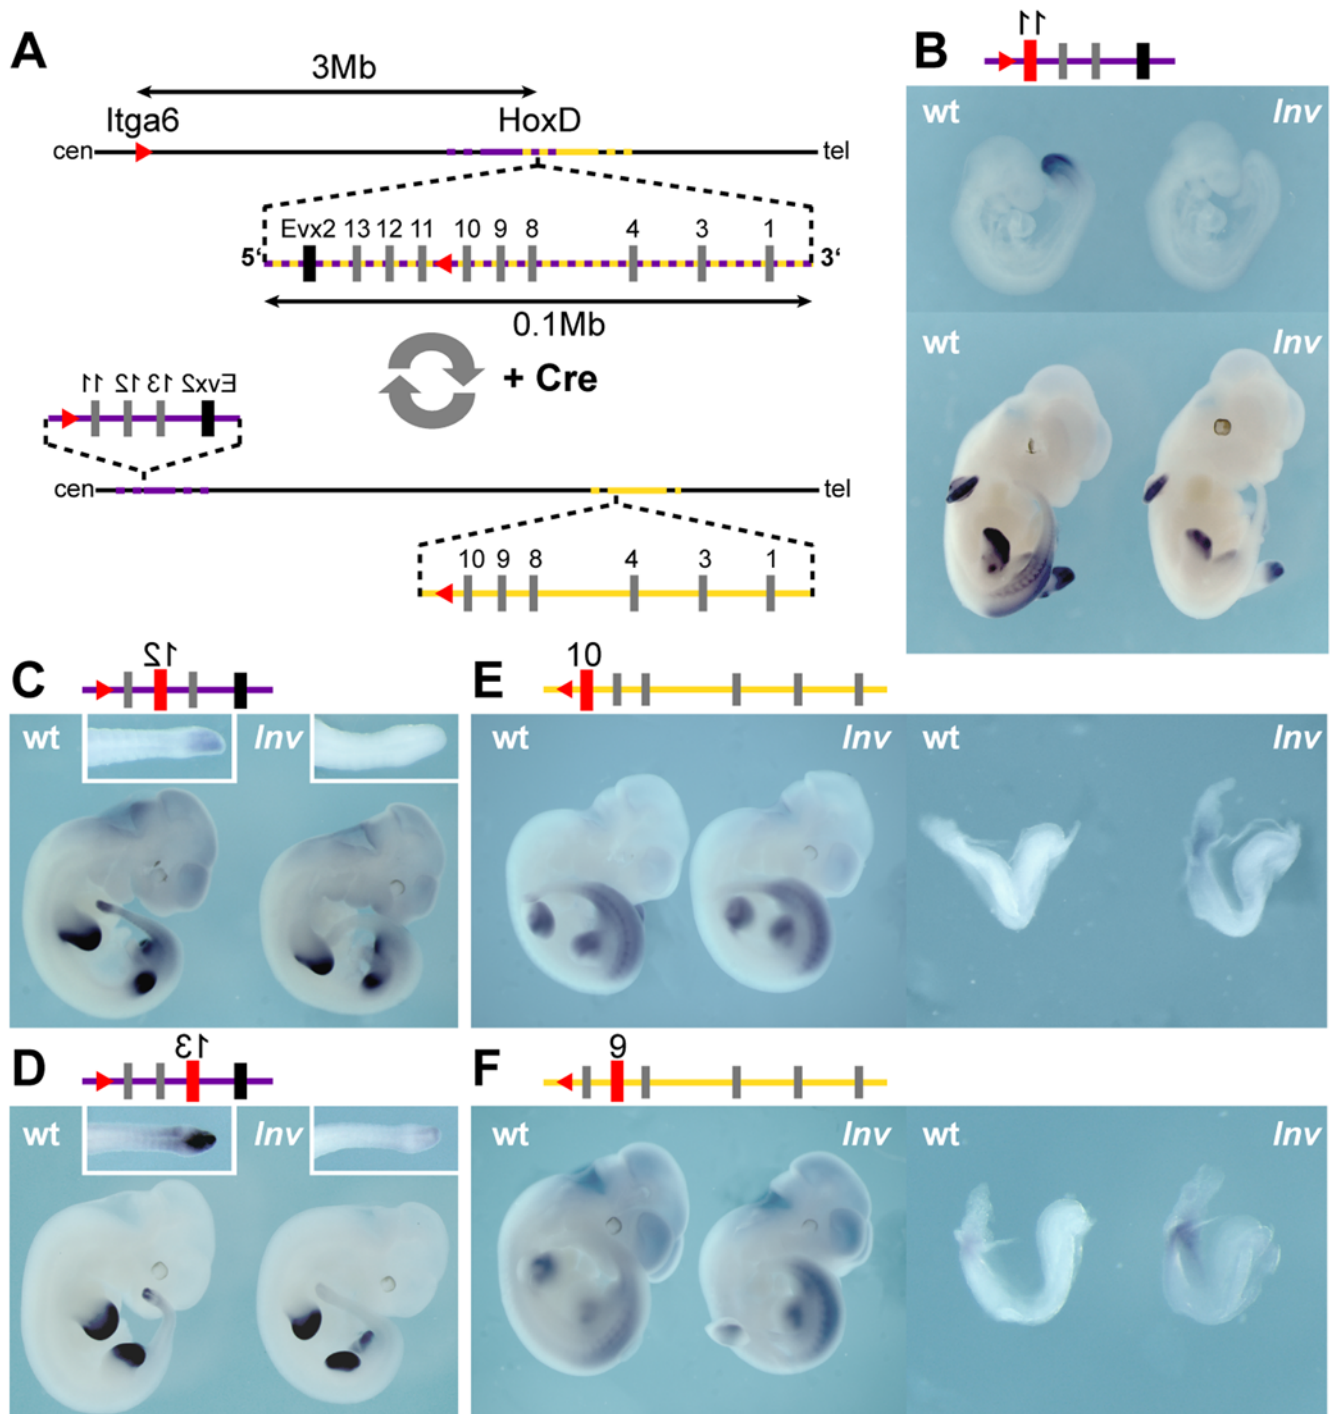 A
3Mb
Itga6 HoxD
cen tel
Evx2 13 12 11 10 9 8 4 3 1
5‘ 3‘
0.1Mb
+ Cre
11 12 13 Evx2
cen tel
10 9 8 4 3 1
B
11
wt Inv
wt Inv
C
12
wt Inv
D
13
wt Inv
E
10
wt Inv
wt Inv
F
9
wt Inv
wt Inv